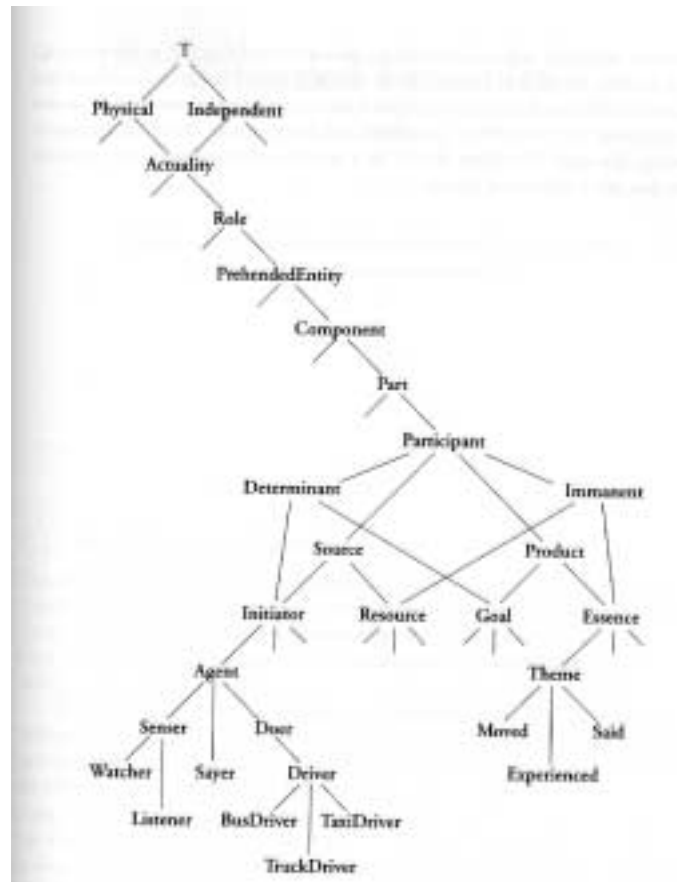 T
Physical Independent
Actuality
Role
PrehendedEntity
Component
Part
Participant
Determinant Immanent
Source Product
Initiator Resource Goal Essence
Agent Theme
Senser Doer Moved Said
Watcher Sayer Driver Experienced
Listener BusDriver TaxiDriver
TruckDriver